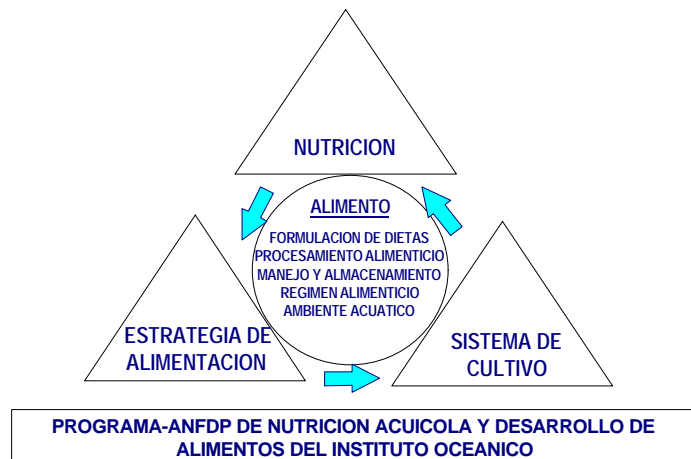 NUTRICION
ALIMENTO
FORMULACION DE DIETAS
PROCESAMIENTO ALIMENTICIO
MANEJO Y ALMACENAMIENTO
REGIMEN ALIMENTICIO
AMBIENTE ACUATICO
ESTRATEGIA DE
ALIMENTACION
SISTEMA DE
CULTIVO
PROGRAMA-ANFDP DE NUTRICION ACUICOLA Y DESARROLLO DE
ALIMENTOS DEL INSTITUTO OCEANICO